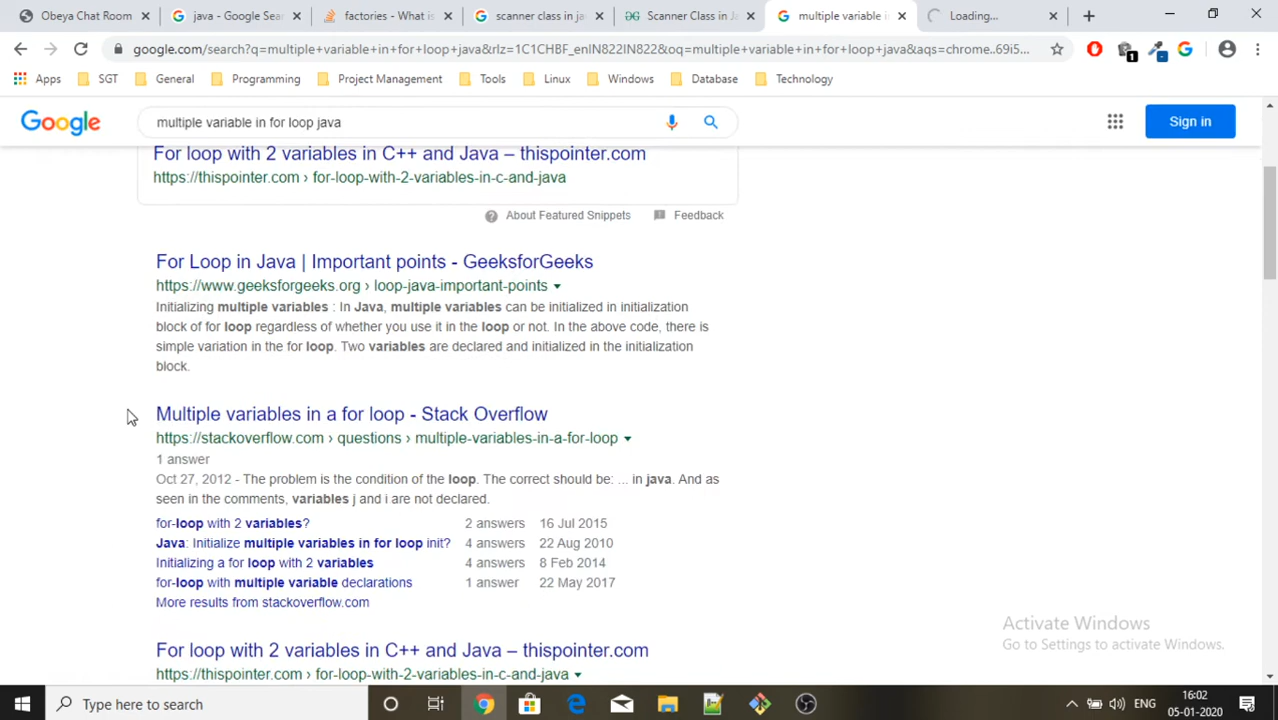 Obeya Chat Room
java - Google Sear
factories - What is
scanner class in ja
Scanner Class in J
multiple variable i
Loading...
google.com/search?q=multiple+variable+in+for+loop+java&rlz=1C1CHBF_enIN822IN822&oq=multiple+variable+in+for+loop+java&aqs=chrome..69i5...
Apps SGT General Programming Project Management Tools Linux Windows Database Technology
Google
multiple variable in for loop java
Sign in
For loop with 2 variables in C++ and Java – thispointer.com
https://thispointer.com › for-loop-with-2-variables-in-c-and-java
About Featured Snippets Feedback
For Loop in Java | Important points - GeeksforGeeks
https://www.geeksforgeeks.org › loop-java-important-points
Initializing multiple variables : In Java, multiple variables can be initialized in initialization
block of for loop regardless of whether you use it in the loop or not. In the above code, there is
simple variation in the for loop. Two variables are declared and initialized in the initialization
block.
Multiple variables in a for loop - Stack Overflow
https://stackoverflow.com › questions › multiple-variables-in-a-for-loop
1 answer
Oct 27, 2012 - The problem is the condition of the loop. The correct should be: ... in java. And as
seen in the comments, variables j and i are not declared.
for-loop with 2 variables? 2 answers 16 Jul 2015
Java: Initialize multiple variables in for loop init? 4 answers 22 Aug 2010
Initializing a for loop with 2 variables 4 answers 8 Feb 2014
for-loop with multiple variable declarations 1 answer 22 May 2017
More results from stackoverflow.com
For loop with 2 variables in C++ and Java – thispointer.com
https://thispointer.com › for-loop-with-2-variables-in-c-and-java
Activate Windows
Go to Settings to activate Windows.
Type here to search
ENG
16:02
05-01-2020